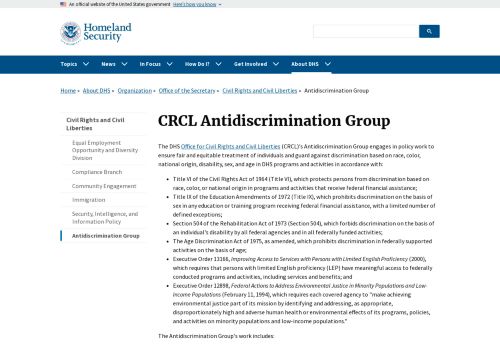 An official website of the United States government Here's how you know
Homeland
Security
Topics News In Focus How Do I? Get Involved About DHS
Home About DHS Organization Office of the Secretary Civil Rights and Civil Liberties Antidiscrimination Group
Civil Rights and Civil
Liberties
Equal Employment
Opportunity and Diversity
Division
Compliance Branch
Community Engagement
Immigration
Security, Intelligence, and
Information Policy
Antidiscrimination Group
CRCL Antidiscrimination Group
The DHS Office for Civil Rights and Civil Liberties (CRCL)'s Antidiscrimination Group engages in policy work to
ensure fair and equitable treatment of individuals and guard against discrimination based on race, color,
national origin, disability, sex, and age in DHS programs and activities in accordance with:
• Title VI of the Civil Rights Act of 1964 (Title VI), which protects persons from discrimination based on
race, color, or national origin in programs and activities that receive federal financial assistance;
• Title IX of the Education Amendments of 1972 (Title IX), which prohibits discrimination on the basis of
sex in any education or training program receiving federal financial assistance, with a limited number of
defined exceptions;
• Section 504 of the Rehabilitation Act of 1973 (Section 504), which forbids discrimination on the basis of
an individual's disability by all federal agencies and in all federally funded activities;
• The Age Discrimination Act of 1975, as amended, which prohibits discrimination in federally supported
activities on the basis of age;
• Executive Order 13166, Improving Access to Services with Persons with Limited English Proficiency (2000),
which requires that persons with limited English proficiency (LEP) have meaningful access to federally
conducted programs and activities, including services and benefits; and
• Executive Order 12898, Federal Actions to Address Environmental Justice in Minority Populations and Low-
Income Populations (February 11, 1994), which requires each covered agency to "make achieving
environmental justice part of its mission by identifying and addressing, as appropriate,
disproportionately high and adverse human health or environmental effects of its programs, policies,
and activities on minority populations and low-income populations."
The Antidiscrimination Group's work includes: